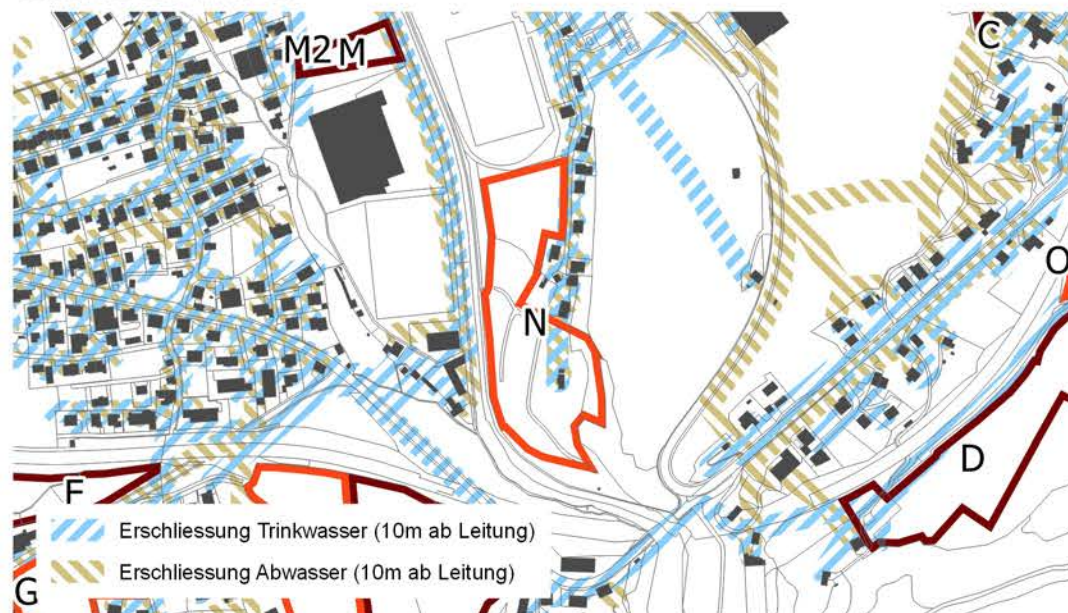 M2 M
C
O
N
D
F
Erschliessung Trinkwasser (10m ab Leitung)
Erschliessung Abwasser (10m ab Leitung)
G